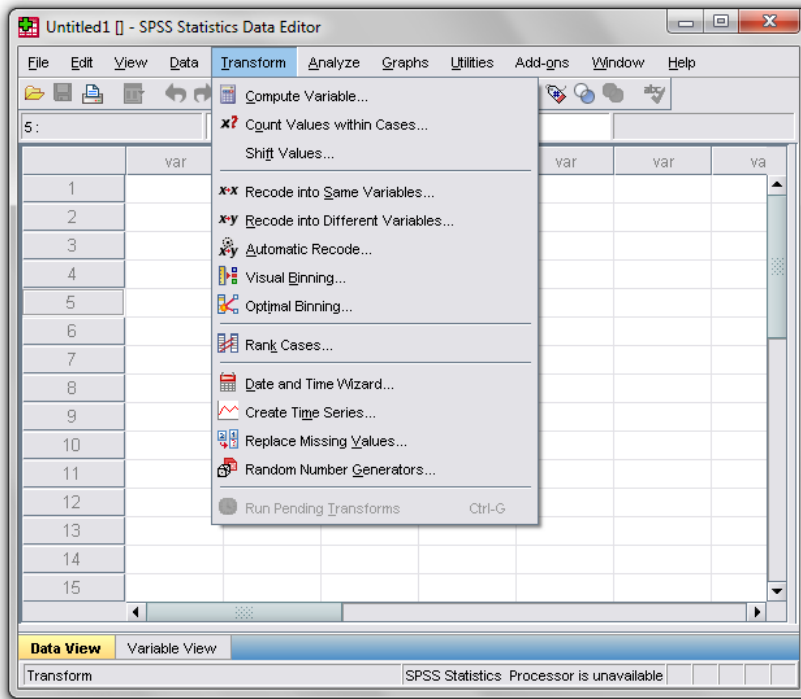 Untitled1 [] - SPSS Statistics Data Editor
File Edit View Data Transform Analyze Graphs Utilities Add-ons Window Help
5 :
var var var va
Compute Variable...
x? Count Values within Cases...
Shift Values...
x→x Recode into Same Variables...
x→y Recode into Different Variables...
x→y Automatic Recode...
Visual Binning...
Optimal Binning...
Rank Cases...
Date and Time Wizard...
Create Time Series...
Replace Missing Values...
Random Number Generators...
Run Pending Transforms Ctrl-G
1
2
3
4
5
6
7
8
9
10
11
12
13
14
15
Data View Variable View
Transform SPSS Statistics Processor is unavailable